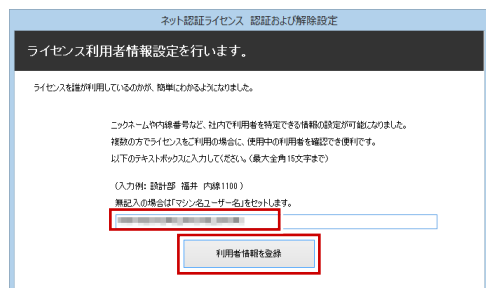 ネット認証ライセンス 認証および解除設定
ライセンス利用者情報設定を行います。
ライセンスを誰が利用しているのかが、簡単にわかるようになりました。
ニックネームや内線番号など、社内で利用者を特定できる情報の設定が可能になりました。
複数の方でライセンスをご利用の場合に、使用中の利用者を確認でき便利です。
以下のテキストボックスに入力してください。（最大全角15文字まで）
（入力例： 設計部 福井 内線1100 ）
無記入の場合は「マシン名ユーザー名」をセットします。
利用者情報を登録